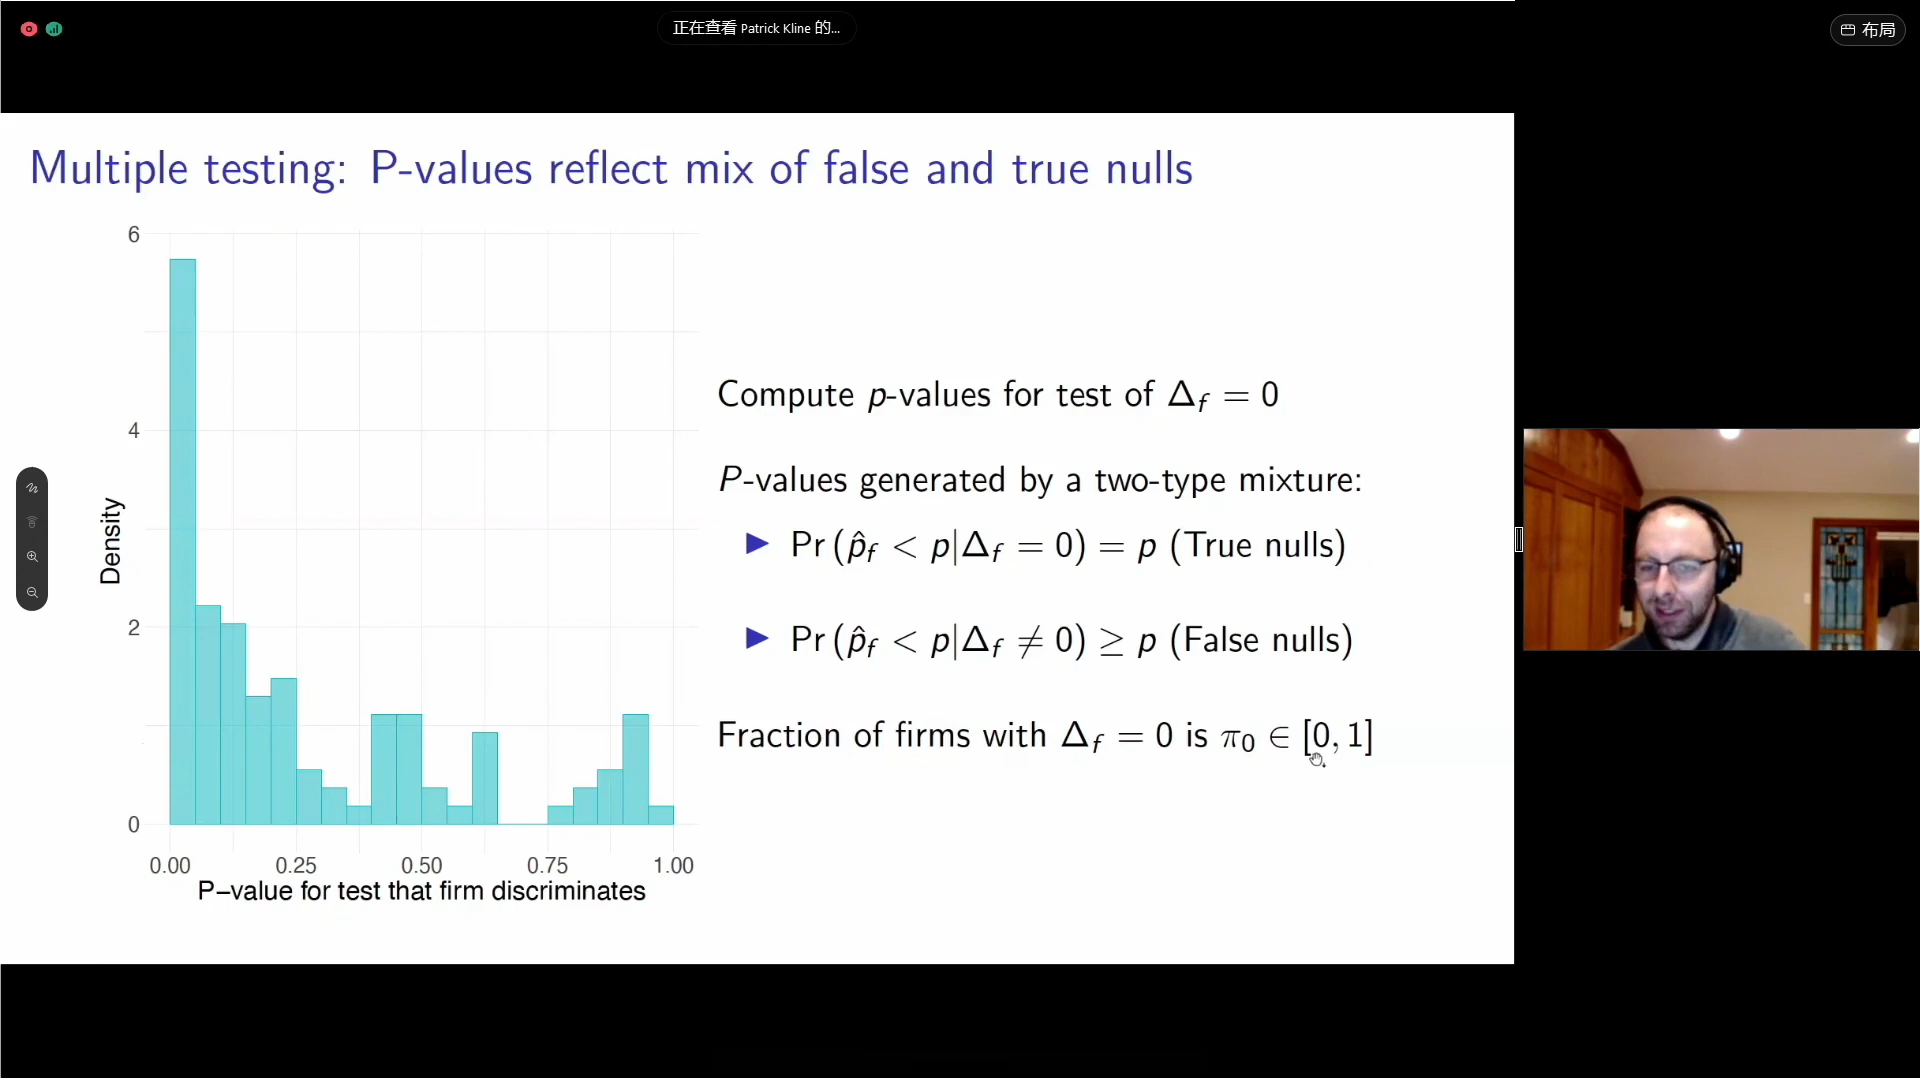 正在查看 Patrick Kline 的...
布局
Multiple testing: P-values reflect mix of false and true nulls
6
4
2
0
Density
0.00 0.25 0.50 0.75 1.00
P−value for test that firm discriminates
Compute p-values for test of Δ_f = 0
P-values generated by a two-type mixture:
▶ Pr (p̂_f < p|Δ_f = 0) = p (True nulls)
▶ Pr (p̂_f < p|Δ_f ≠ 0) ≥ p (False nulls)
Fraction of firms with Δ_f = 0 is π₀ ∈ [0, 1]